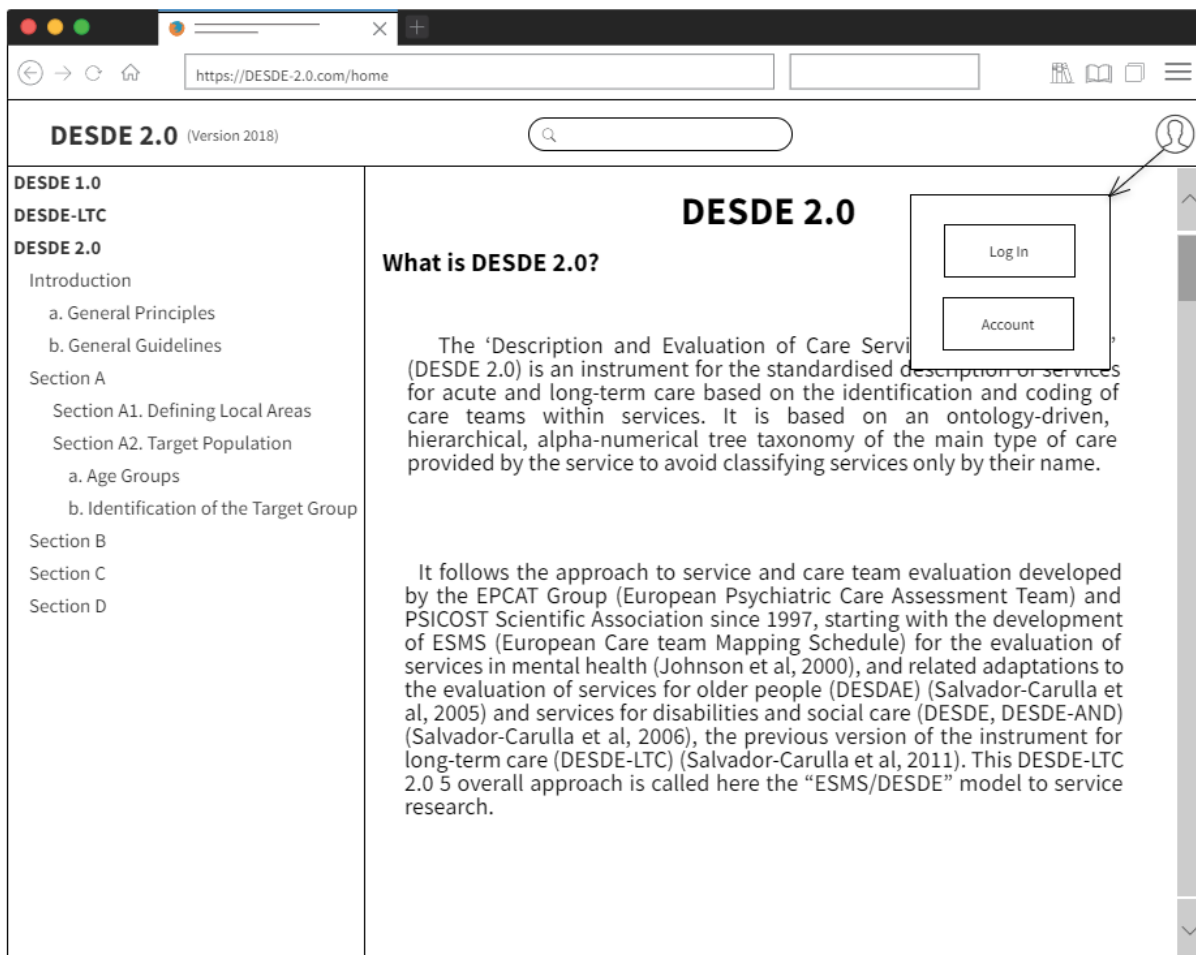 https://DESDE-2.0.com/home
DESDE 2.0 (Version 2018)
DESDE 1.0
DESDE-LTC
DESDE 2.0
Introduction
a. General Principles
b. General Guidelines
Section A
Section A1. Defining Local Areas
Section A2. Target Population
a. Age Groups
b. Identification of the Target Group
Section B
Section C
Section D
Log In
Account
DESDE 2.0
What is DESDE 2.0?
The ‘Description and Evaluation of Care ’
(DESDE 2.0) is an instrument for the standardised description of services
for acute and long-term care based on the identification and coding of
care teams within services. It is based on an ontology-driven,
hierarchical, alpha-numerical tree taxonomy of the main type of care
provided by the service to avoid classifying services only by their name.
It follows the approach to service and care team evaluation developed
by the EPCAT Group (European Psychiatric Care Assessment Team) and
PSICOST Scientific Association since 1997, starting with the development
of ESMS (European Care team Mapping Schedule) for the evaluation of
services in mental health (Johnson et al, 2000), and related adaptations to
the evaluation of services for older people (DESDAE) (Salvador-Carulla et
al, 2005) and services for disabilities and social care (DESDE, DESDE-AND)
(Salvador-Carulla et al, 2006), the previous version of the instrument for
long-term care (DESDE-LTC) (Salvador-Carulla et al, 2011). This DESDE-LTC
2.0 5 overall approach is called here the “ESMS/DESDE” model to service
research.